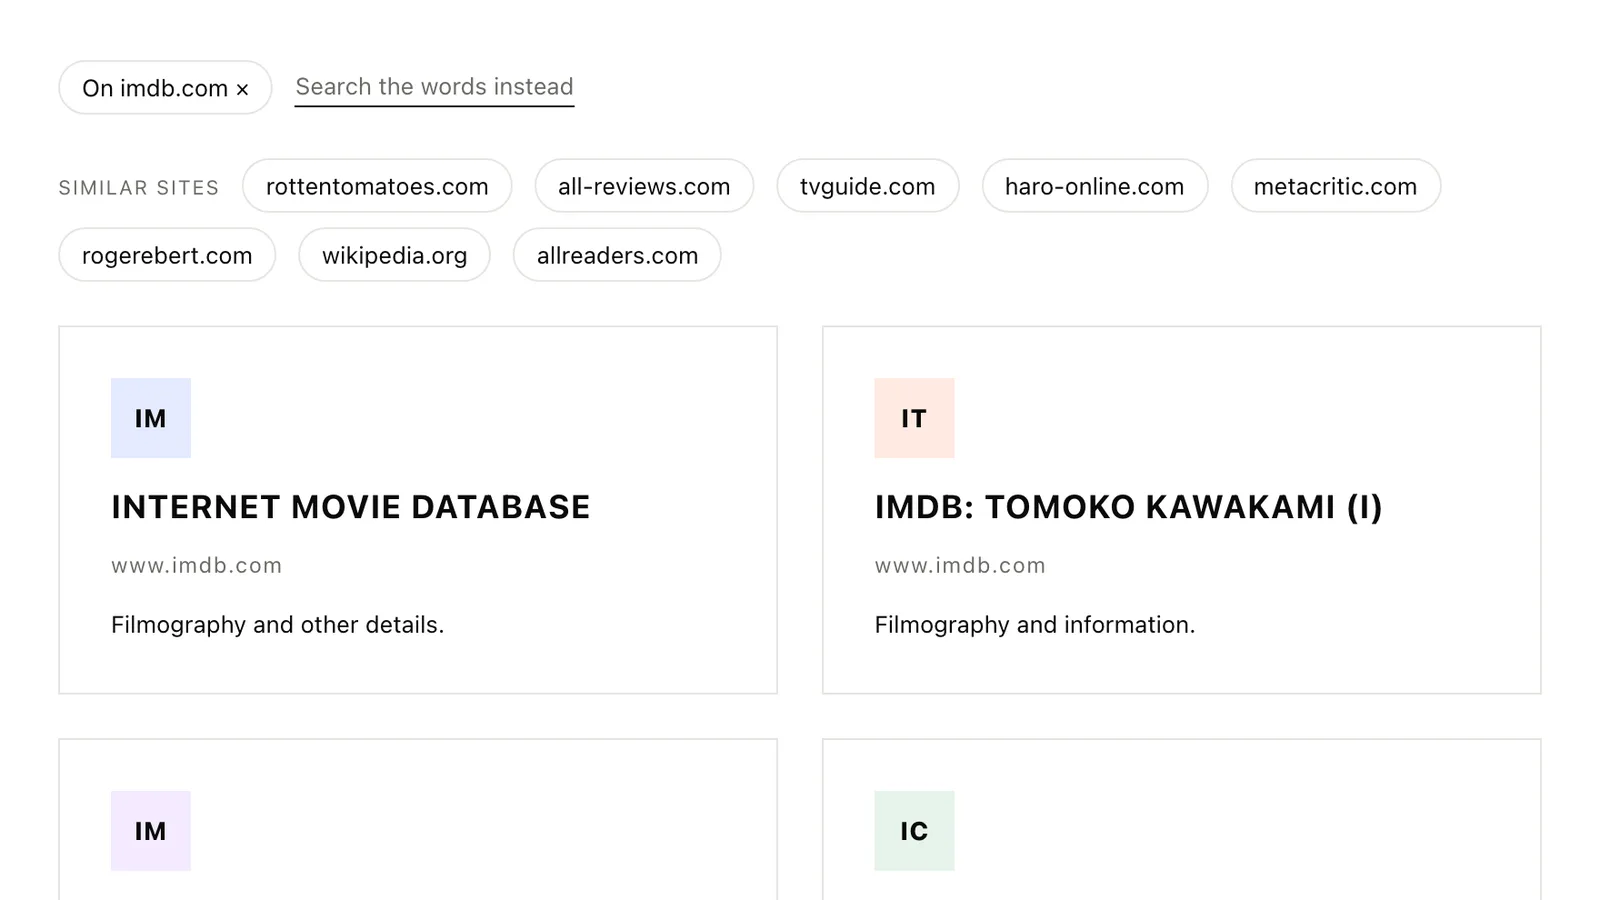 On imdb.com × Search the words instead
SIMILAR SITES rottentomatoes.com all-reviews.com tvguide.com haro-online.com metacritic.com
rogerebert.com wikipedia.org allreaders.com
IM
INTERNET MOVIE DATABASE
www.imdb.com
Filmography and other details.
IT
IMDB: TOMOKO KAWAKAMI (I)
www.imdb.com
Filmography and information.
IM
IC